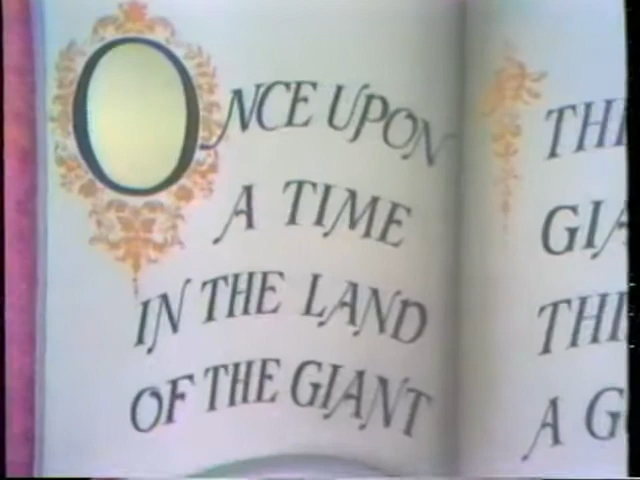 ONCE UPON
A TIME
IN THE LAND
OF THE GIANT
A